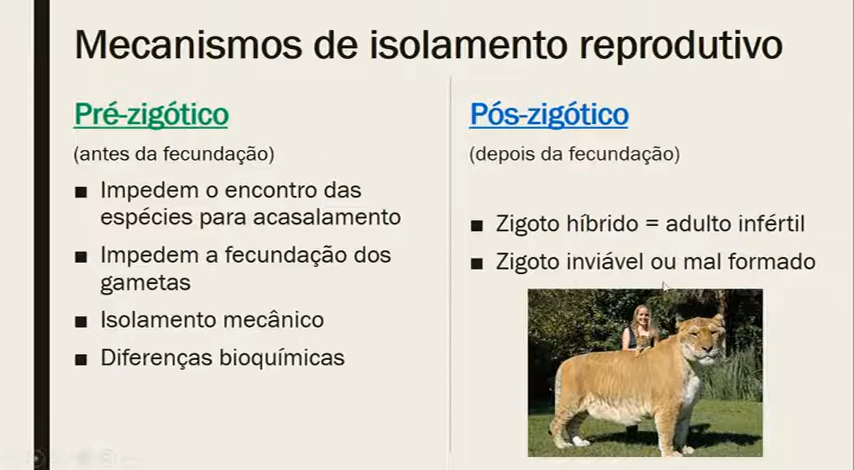 Mecanismos de isolamento reprodutivo
Pré-zigótico
(antes da fecundação)
■ Impedem o encontro das
espécies para acasalamento
■ Impedem a fecundação dos
gametas
■ Isolamento mecânico
■ Diferenças bioquímicas
Pós-zigótico
(depois da fecundação)
■ Zigoto híbrido = adulto infértil
■ Zigoto inviável ou mal formado